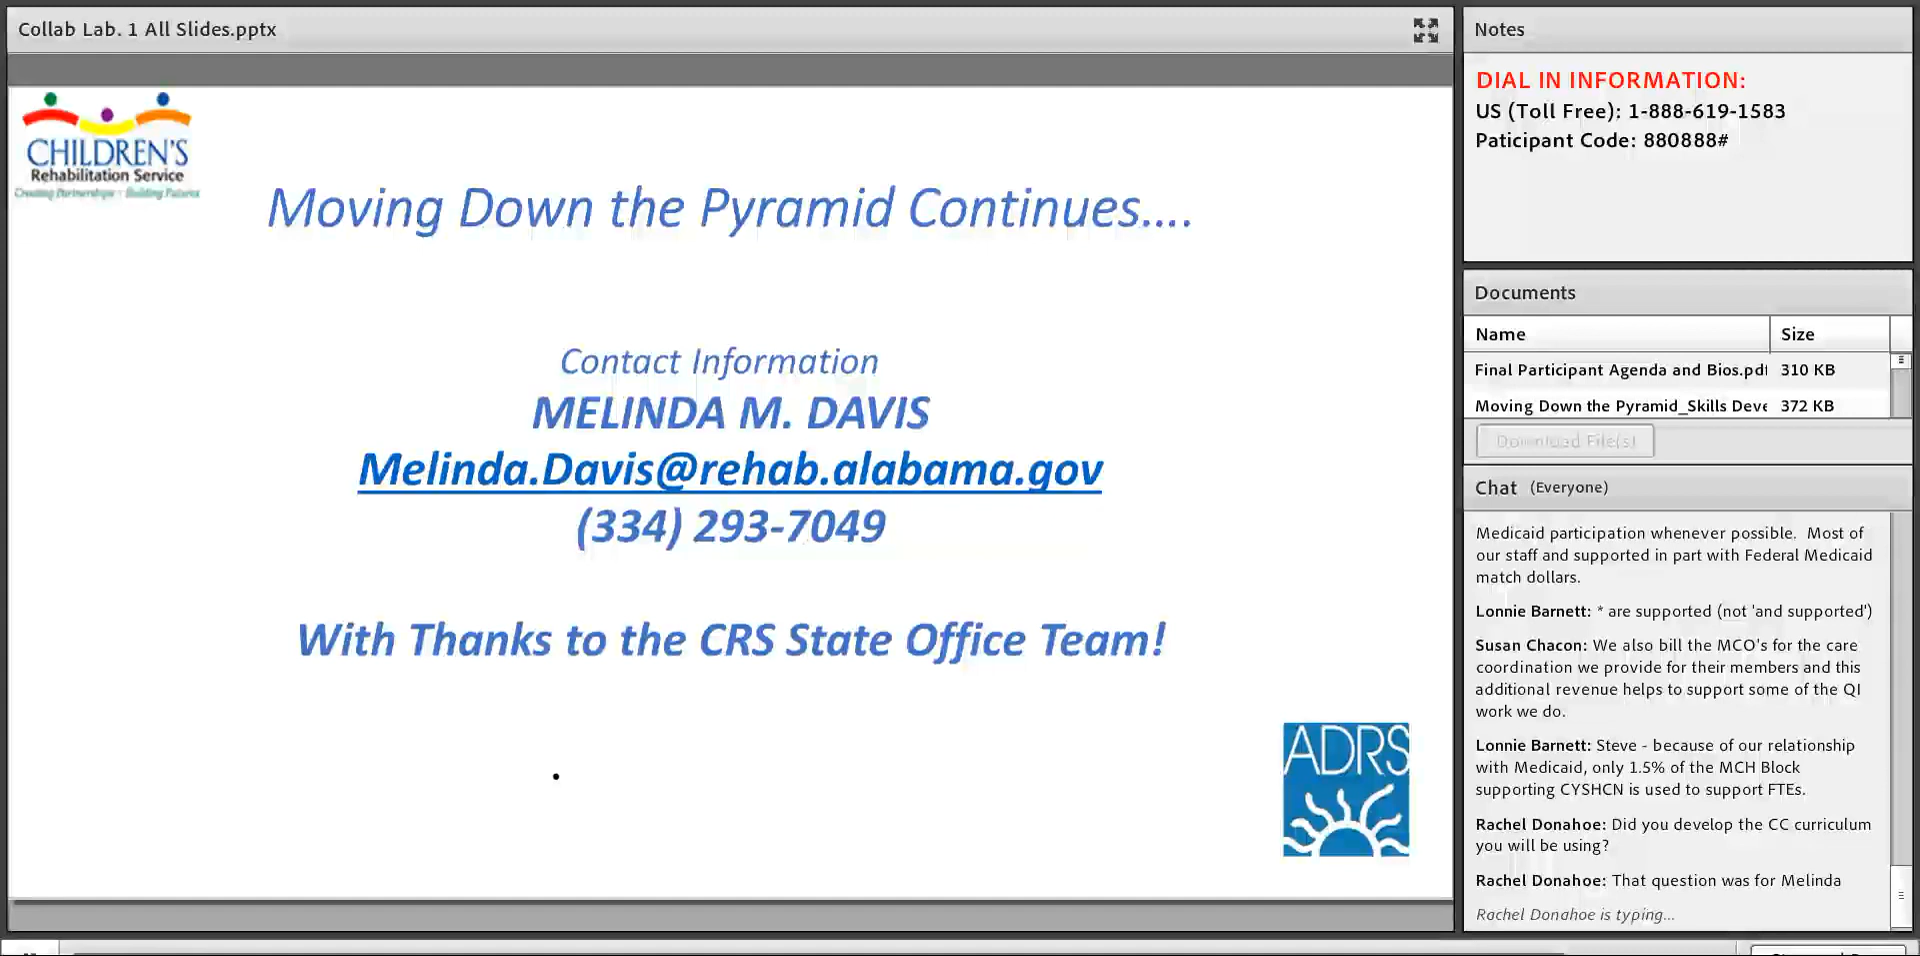 Collab Lab. 1 All Slides.pptx
CHILDREN'S
Rehabilitation Service
Creating Partnerships - Building Futures
Moving Down the Pyramid Continues....
Contact Information
MELINDA M. DAVIS
Melinda.Davis@rehab.alabama.gov
(334) 293-7049
With Thanks to the CRS State Office Team!
ADRS
Notes
DIAL IN INFORMATION:
US (Toll Free): 1-888-619-1583
Paticipant Code: 880888#
Documents
Name Size
Final Participant Agenda and Bios.pdf 310 KB
Moving Down the Pyramid_Skills Deve 372 KB
Download File(s)
Chat (Everyone)
Medicaid participation whenever possible. Most of
our staff and supported in part with Federal Medicaid
match dollars.
Lonnie Barnett: * are supported (not 'and supported')
Susan Chacon: We also bill the MCO's for the care
coordination we provide for their members and this
additional revenue helps to support some of the QI
work we do.
Lonnie Barnett: Steve - because of our relationship
with Medicaid, only 1.5% of the MCH Block
supporting CYSHCN is used to support FTEs.
Rachel Donahoe: Did you develop the CC curriculum
you will be using?
Rachel Donahoe: That question was for Melinda
Rachel Donahoe is typing...